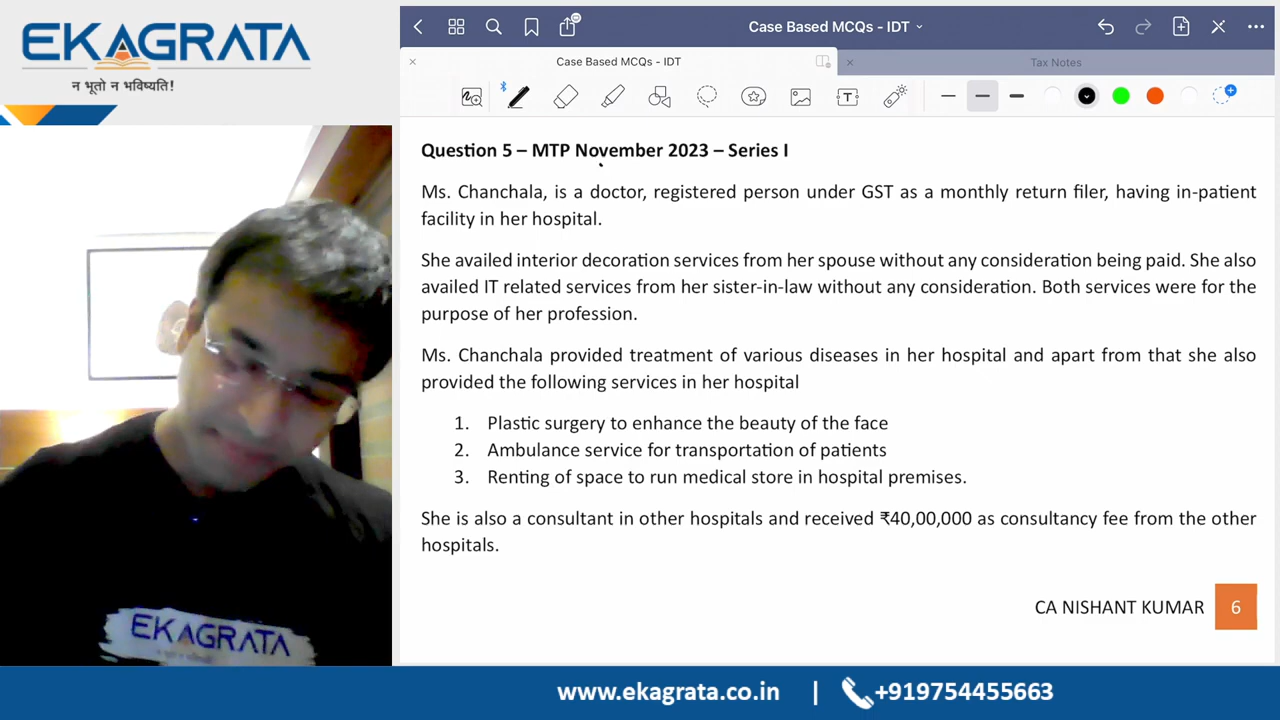 EKAGRATA
न भूतो न भविष्यति!
Case Based MCQs - IDT
Case Based MCQs - IDT
Tax Notes
Question 5 – MTP November 2023 – Series I
Ms. Chanchala, is a doctor, registered person under GST as a monthly return filer, having in-patient
facility in her hospital.
She availed interior decoration services from her spouse without any consideration being paid. She also
availed IT related services from her sister-in-law without any consideration. Both services were for the
purpose of her profession.
Ms. Chanchala provided treatment of various diseases in her hospital and apart from that she also
provided the following services in her hospital
1. Plastic surgery to enhance the beauty of the face
2. Ambulance service for transportation of patients
3. Renting of space to run medical store in hospital premises.
She is also a consultant in other hospitals and received ₹40,00,000 as consultancy fee from the other
hospitals.
CA NISHANT KUMAR 6
EKAGRATA
www.ekagrata.co.in | +919754455663